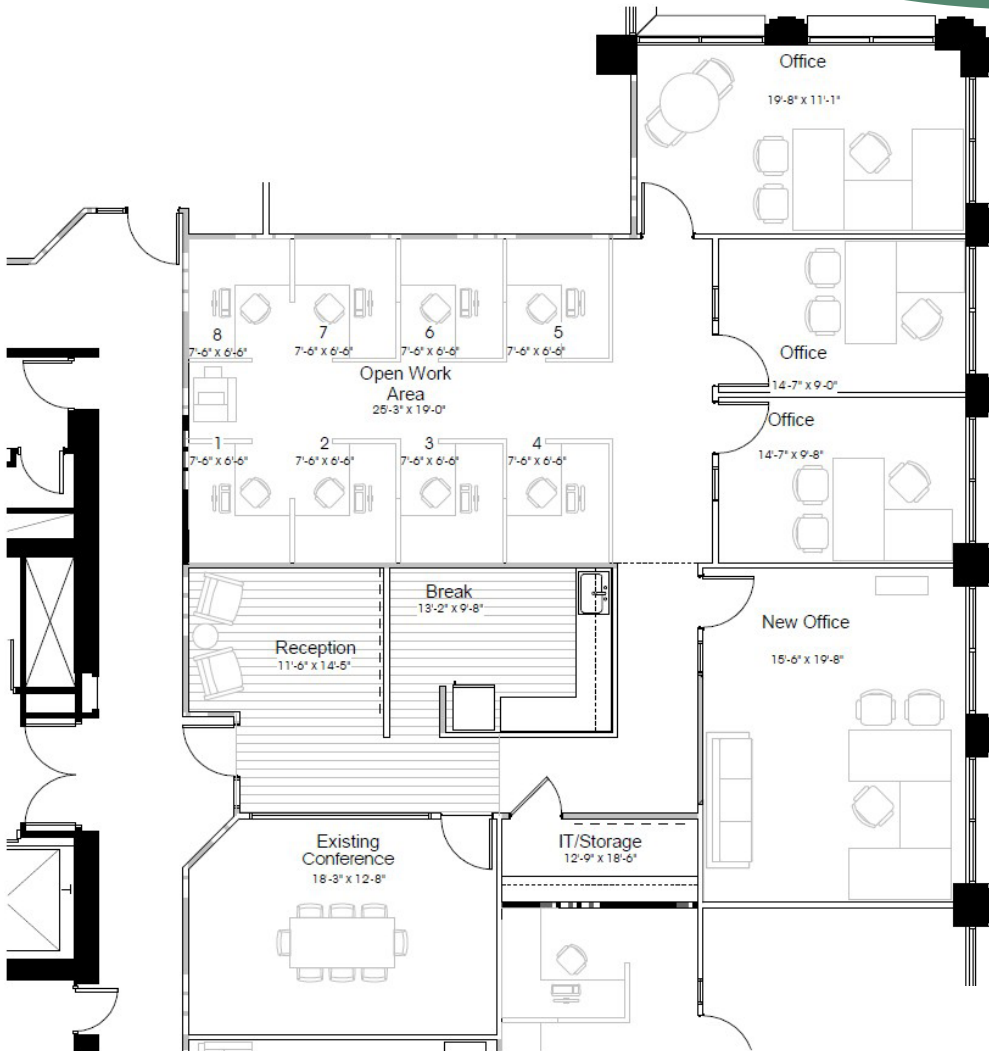 Office
19'-8" x 11'-1"
8
7'-6" x 6'-6"
7
7'-6" x 6'-6"
6
7'-6" x 6'-6"
5
7'-6" x 6'-6"
Office
14'-7" x 9'-0"
Open Work
Area
25'-3" x 19'-0"
Office
14'-7" x 9'-8"
1
7'-6" x 6'-6"
2
7'-6" x 6'-6"
3
7'-6" x 6'-6"
4
7'-6" x 6'-6"
Break
13'-2" x 9'-8"
Reception
11'-6" x 14'-5"
New Office
15'-6" x 19'-8"
Existing
Conference
18'-3" x 12'-8"
IT/Storage
12'-9" x 18'-6"